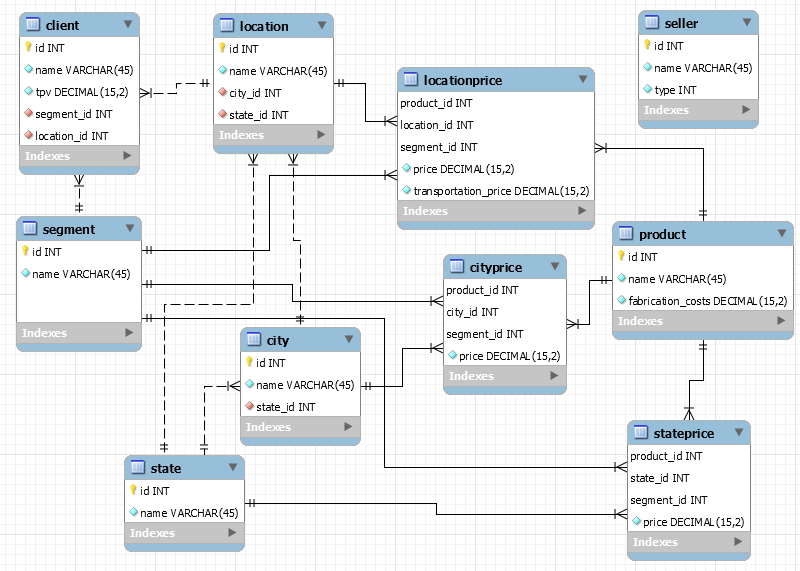 client
id INT
name VARCHAR(45)
tpv DECIMAL(15,2)
segment_id INT
location_id INT
Indexes
location
id INT
name VARCHAR(45)
city_id INT
state_id INT
Indexes
locationprice
product_id INT
location_id INT
segment_id INT
price DECIMAL(15,2)
transportation_price DECIMAL(15,2)
Indexes
seller
id INT
name VARCHAR(45)
type INT
Indexes
segment
id INT
name VARCHAR(45)
Indexes
cityprice
product_id INT
city_id INT
segment_id INT
price DECIMAL(15,2)
Indexes
product
id INT
name VARCHAR(45)
fabrication_costs DECIMAL(15,2)
Indexes
city
id INT
name VARCHAR(45)
state_id INT
Indexes
state
id INT
name VARCHAR(45)
Indexes
stateprice
product_id INT
state_id INT
segment_id INT
price DECIMAL(15,2)
Indexes